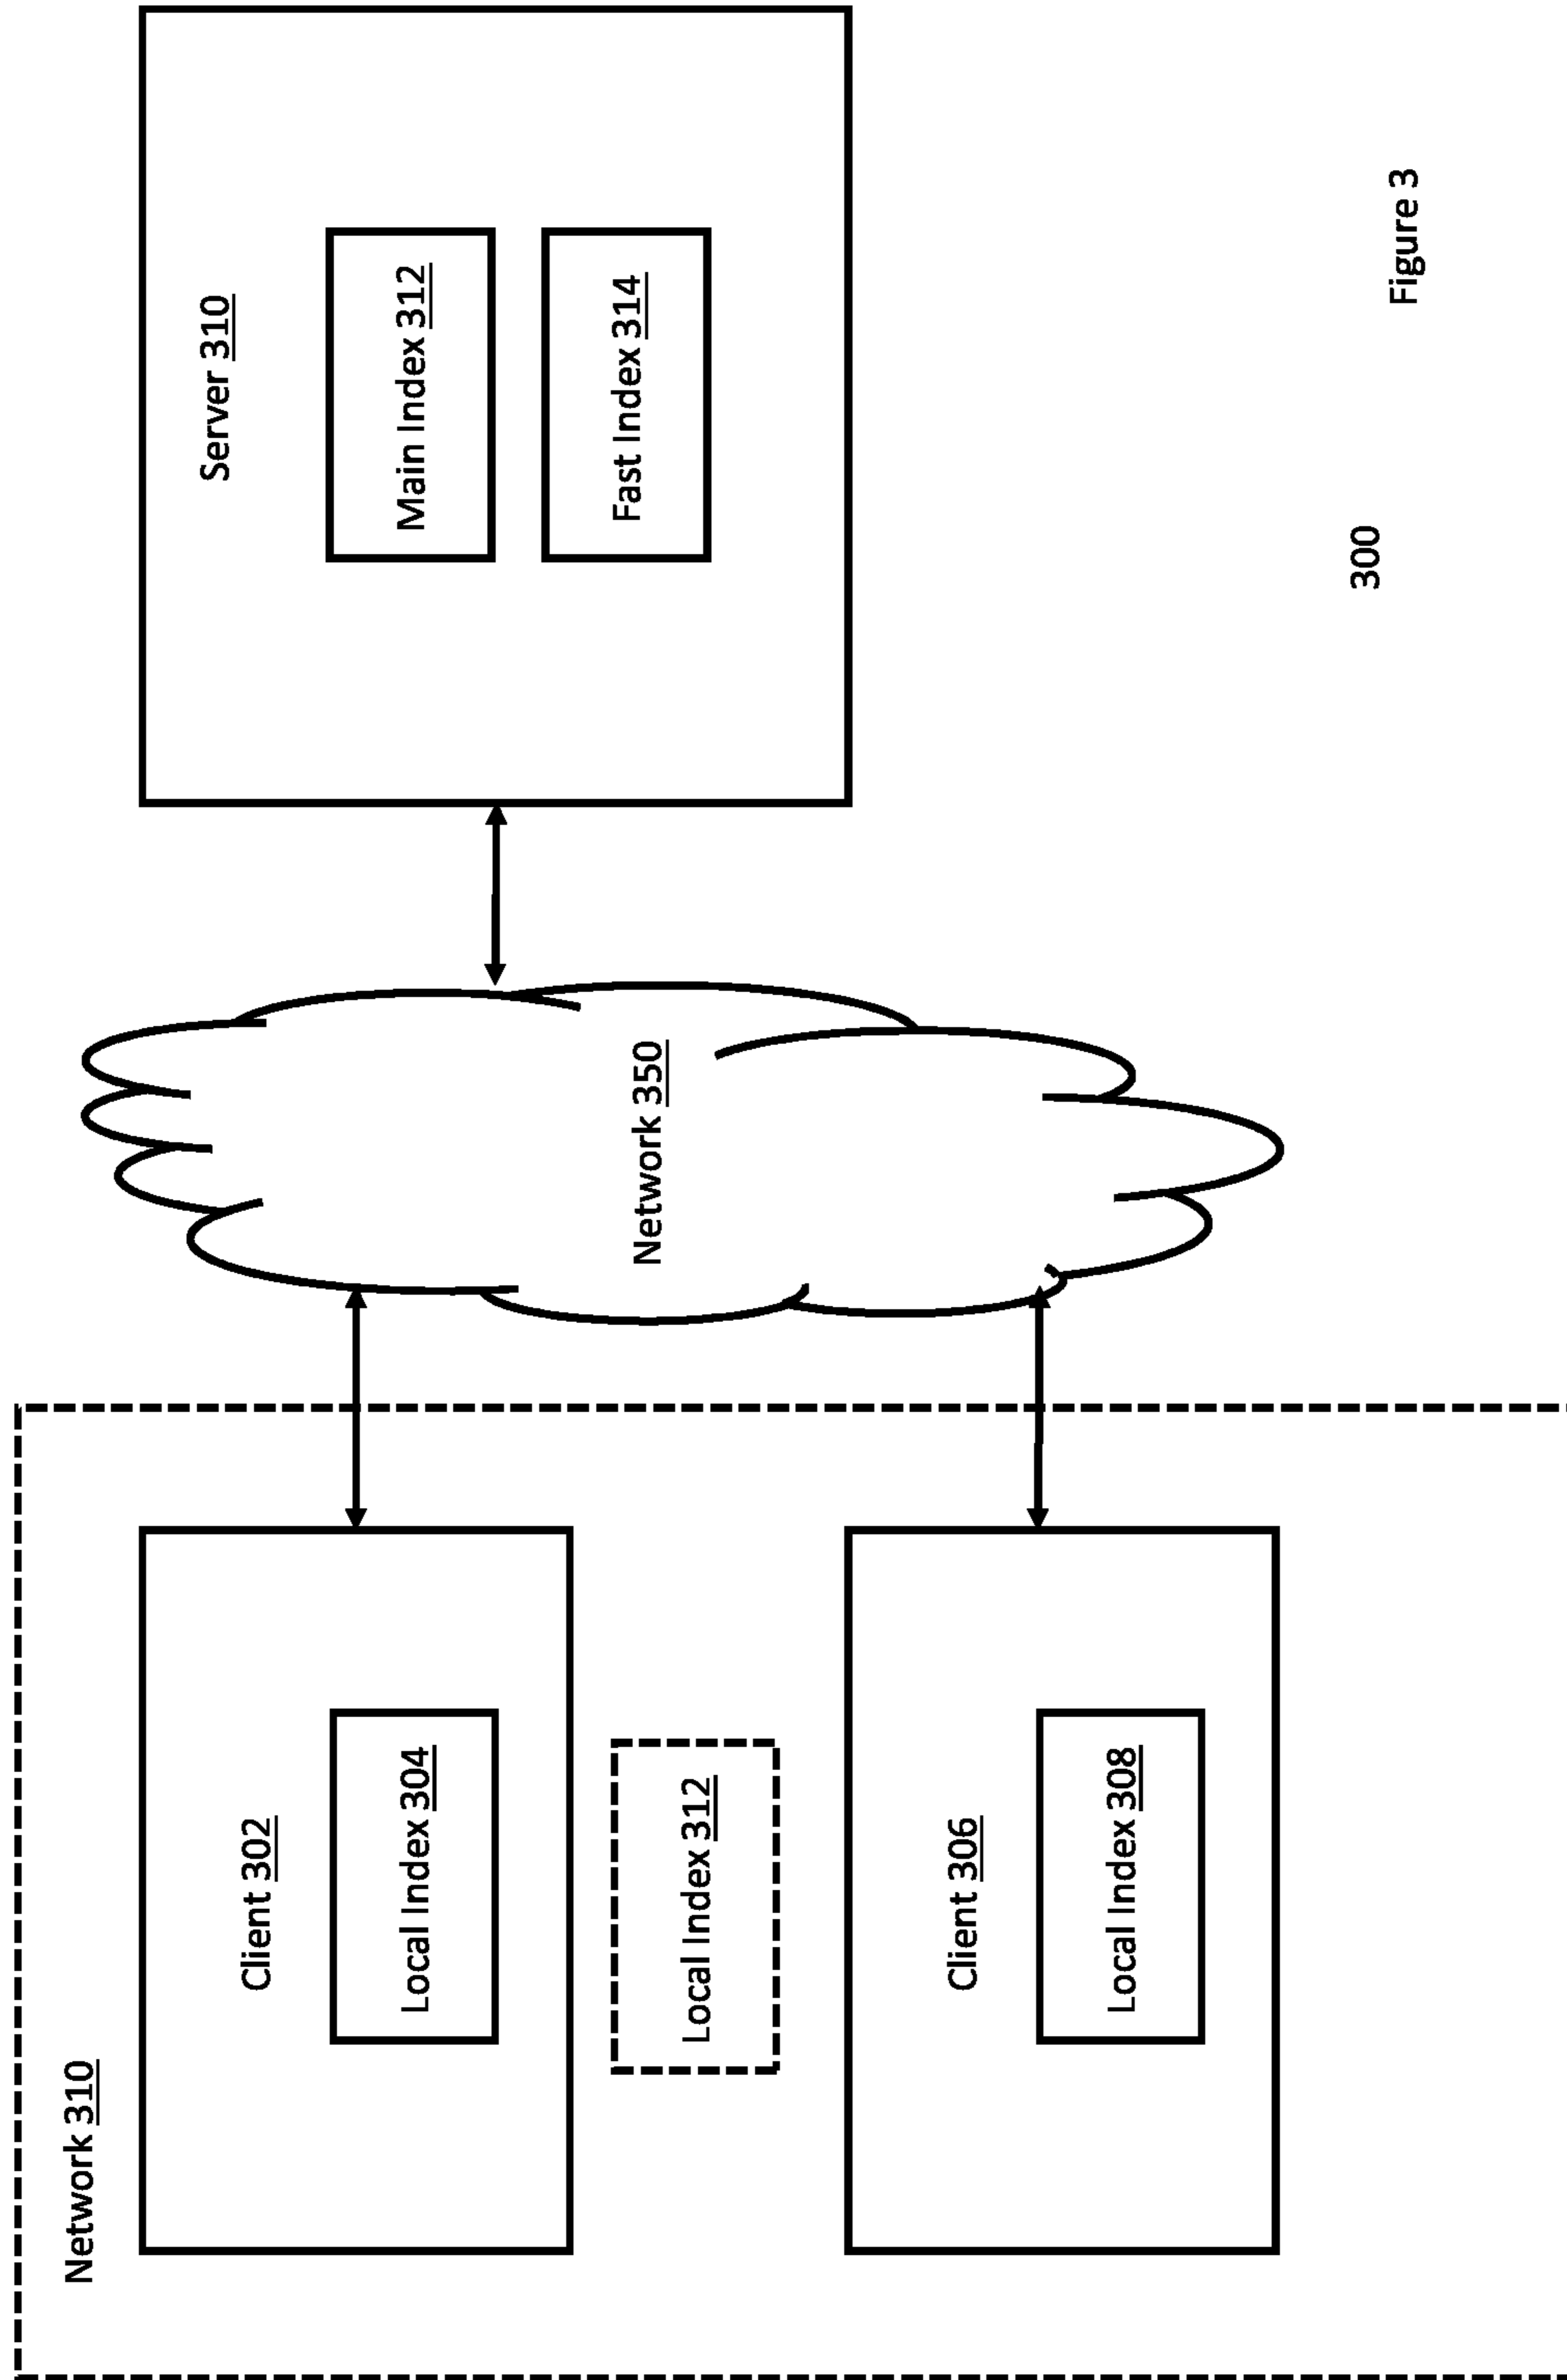 Network 310
Client 302
Local Index 304
Local Index 312
Client 306
Local Index 308
Network 350
Server 310
Main Index 312
Fast Index 314
300
Figure 3